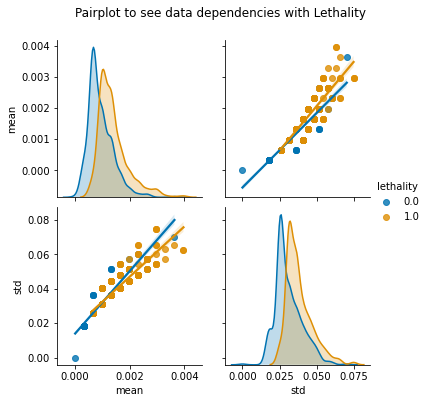 Pairplot to see data dependencies with Lethality
0.004
0.003
0.002
0.001
0.000
mean
lethality
0.0
1.0
0.08
0.06
0.04
0.02
0.00
std
0.000 0.002 0.004
mean
0.000 0.025 0.050 0.075
std